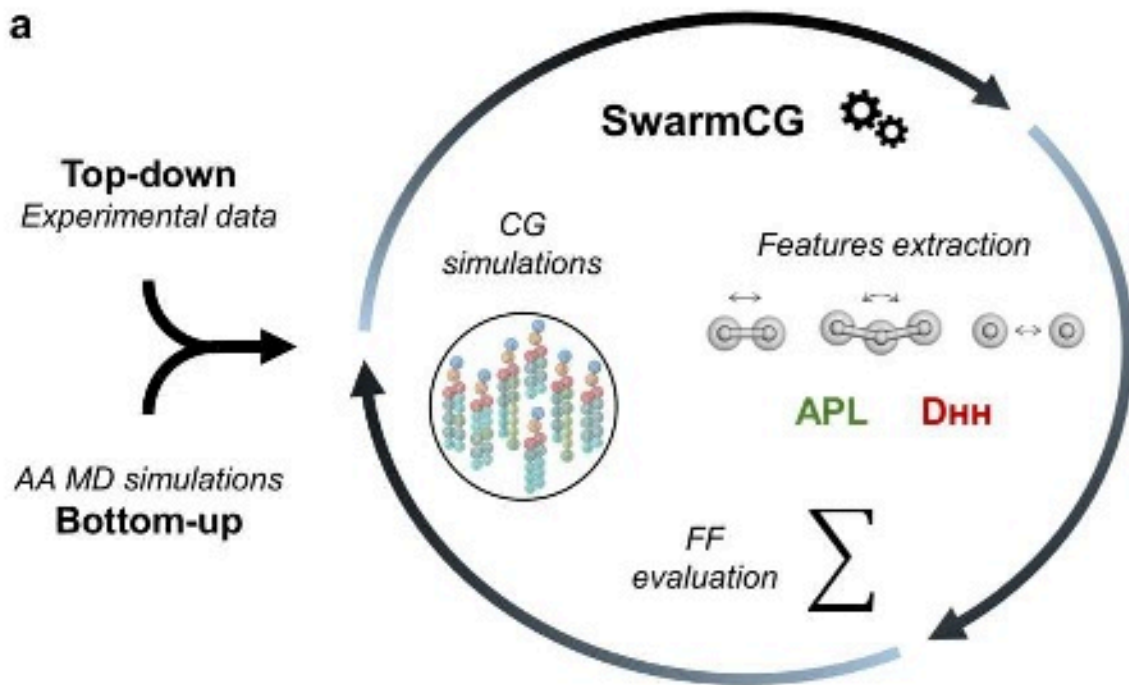 a
SwarmCG
Top-down
Experimental data
CG
simulations
Features extraction
APL DHH
AA MD simulations
Bottom-up
FF
evaluation
∑